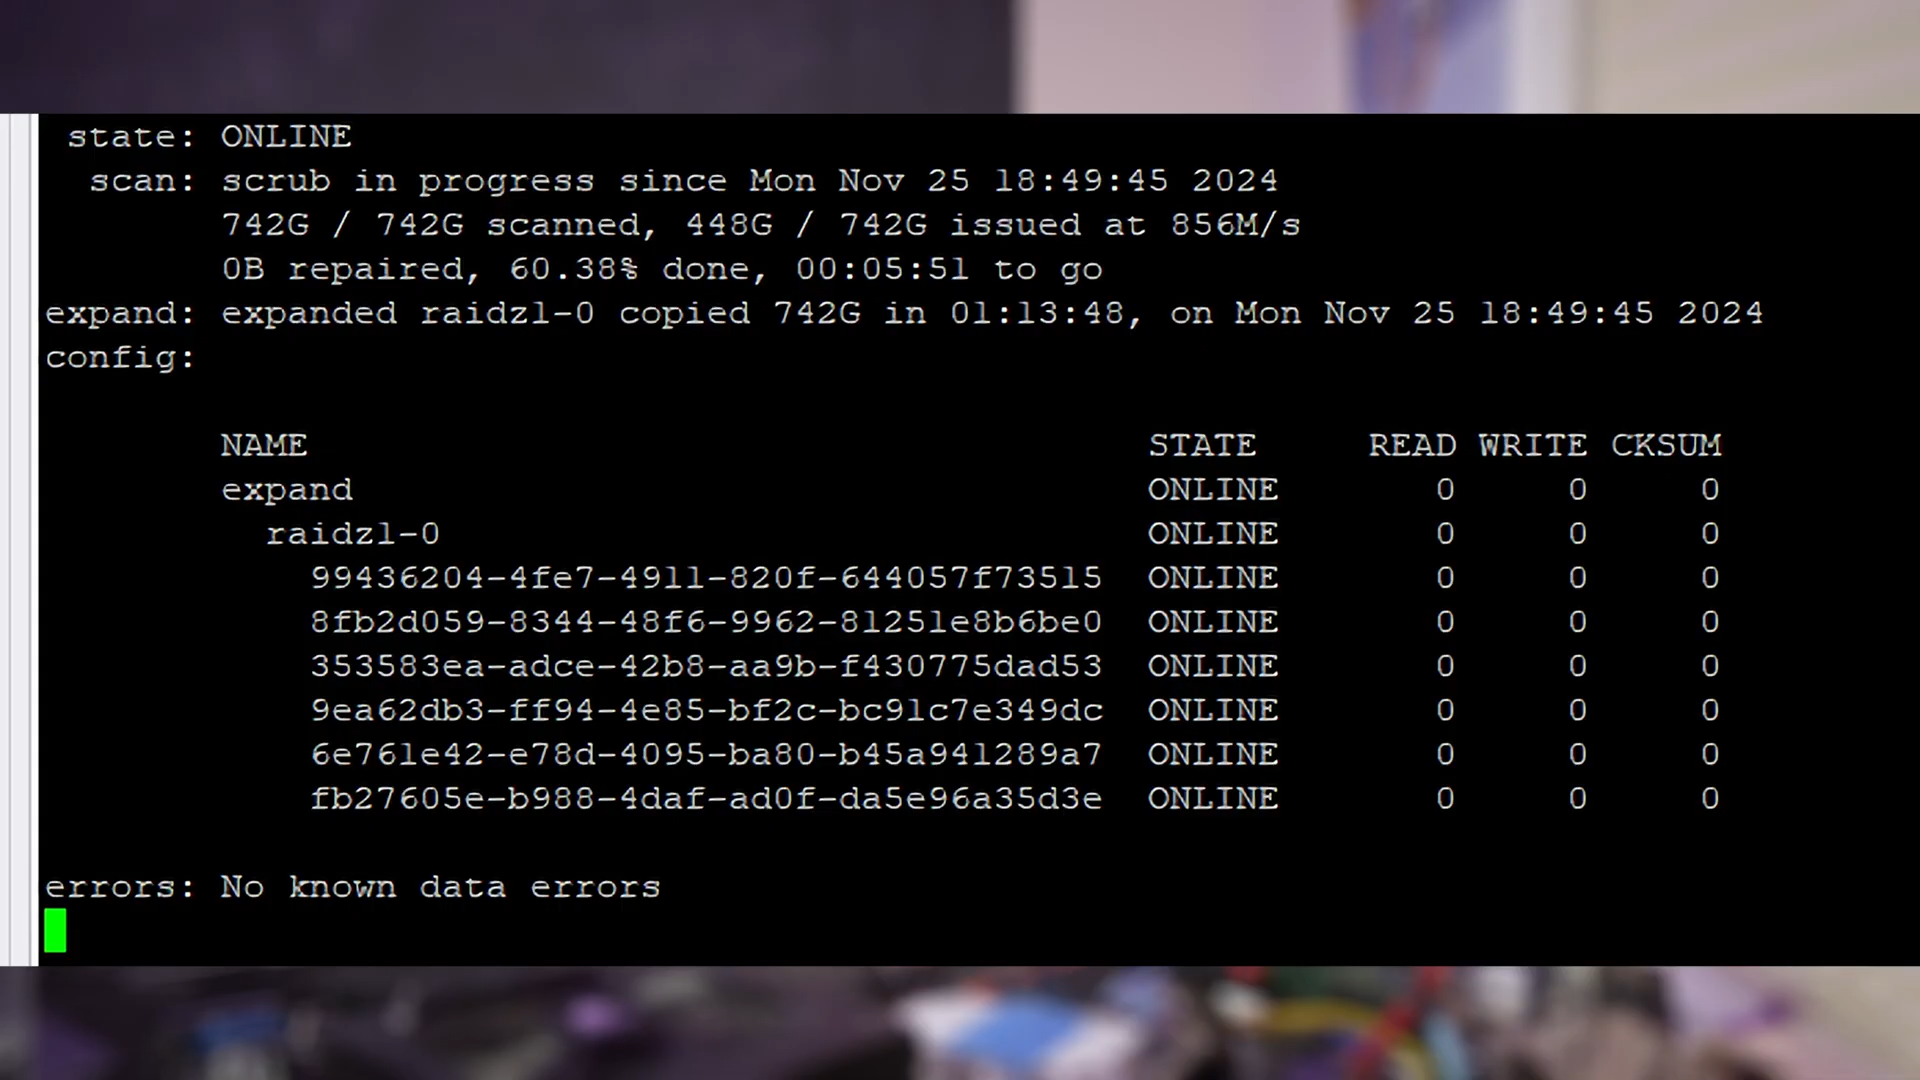 state: ONLINE
scan: scrub in progress since Mon Nov 25 18:49:45 2024
742G / 742G scanned, 448G / 742G issued at 856M/s
0B repaired, 60.38% done, 00:05:51 to go
expand: expanded raidz1-0 copied 742G in 01:13:48, on Mon Nov 25 18:49:45 2024
config:
NAME STATE READ WRITE CKSUM
expand ONLINE 0 0 0
raidz1-0 ONLINE 0 0 0
99436204-4fe7-4911-820f-644057f73515 ONLINE 0 0 0
8fb2d059-8344-48f6-9962-81251e8b6be0 ONLINE 0 0 0
353583ea-adce-42b8-aa9b-f430775dad53 ONLINE 0 0 0
9ea62db3-ff94-4e85-bf2c-bc91c7e349dc ONLINE 0 0 0
6e761e42-e78d-4095-ba80-b45a941289a7 ONLINE 0 0 0
fb27605e-b988-4daf-ad0f-da5e96a35d3e ONLINE 0 0 0
errors: No known data errors